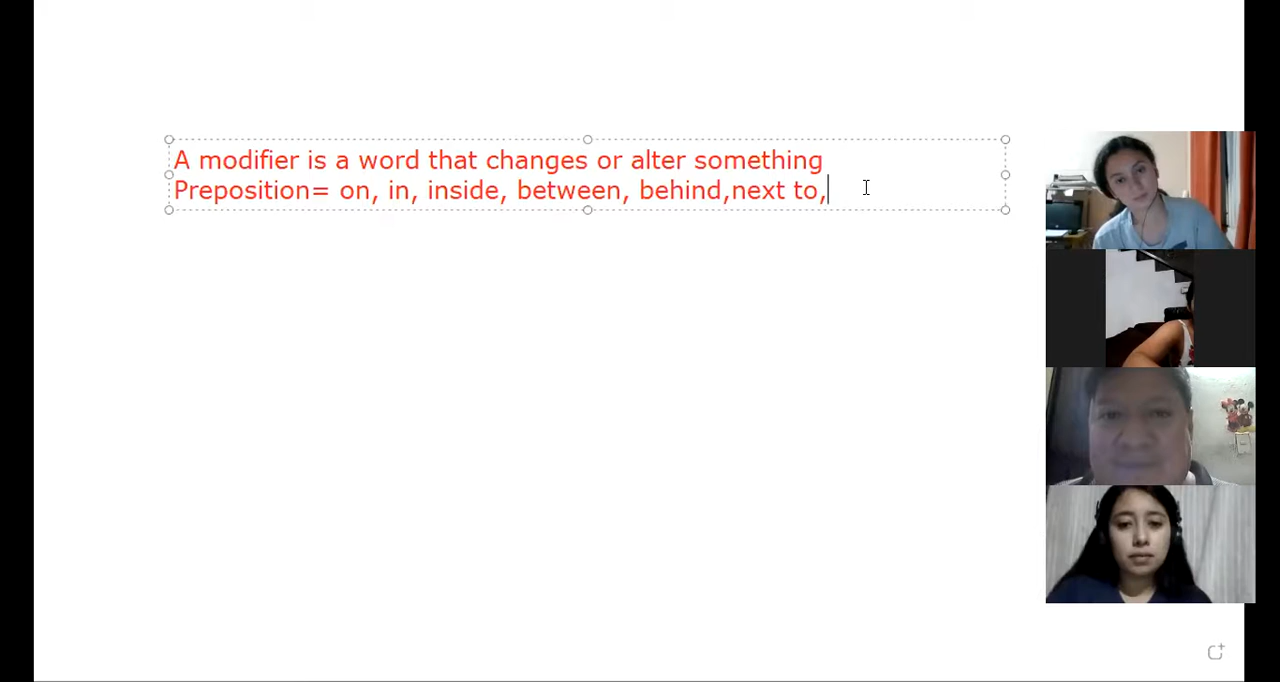 A modifier is a word that changes or alter something
Preposition= on, in, inside, between, behind,next to,